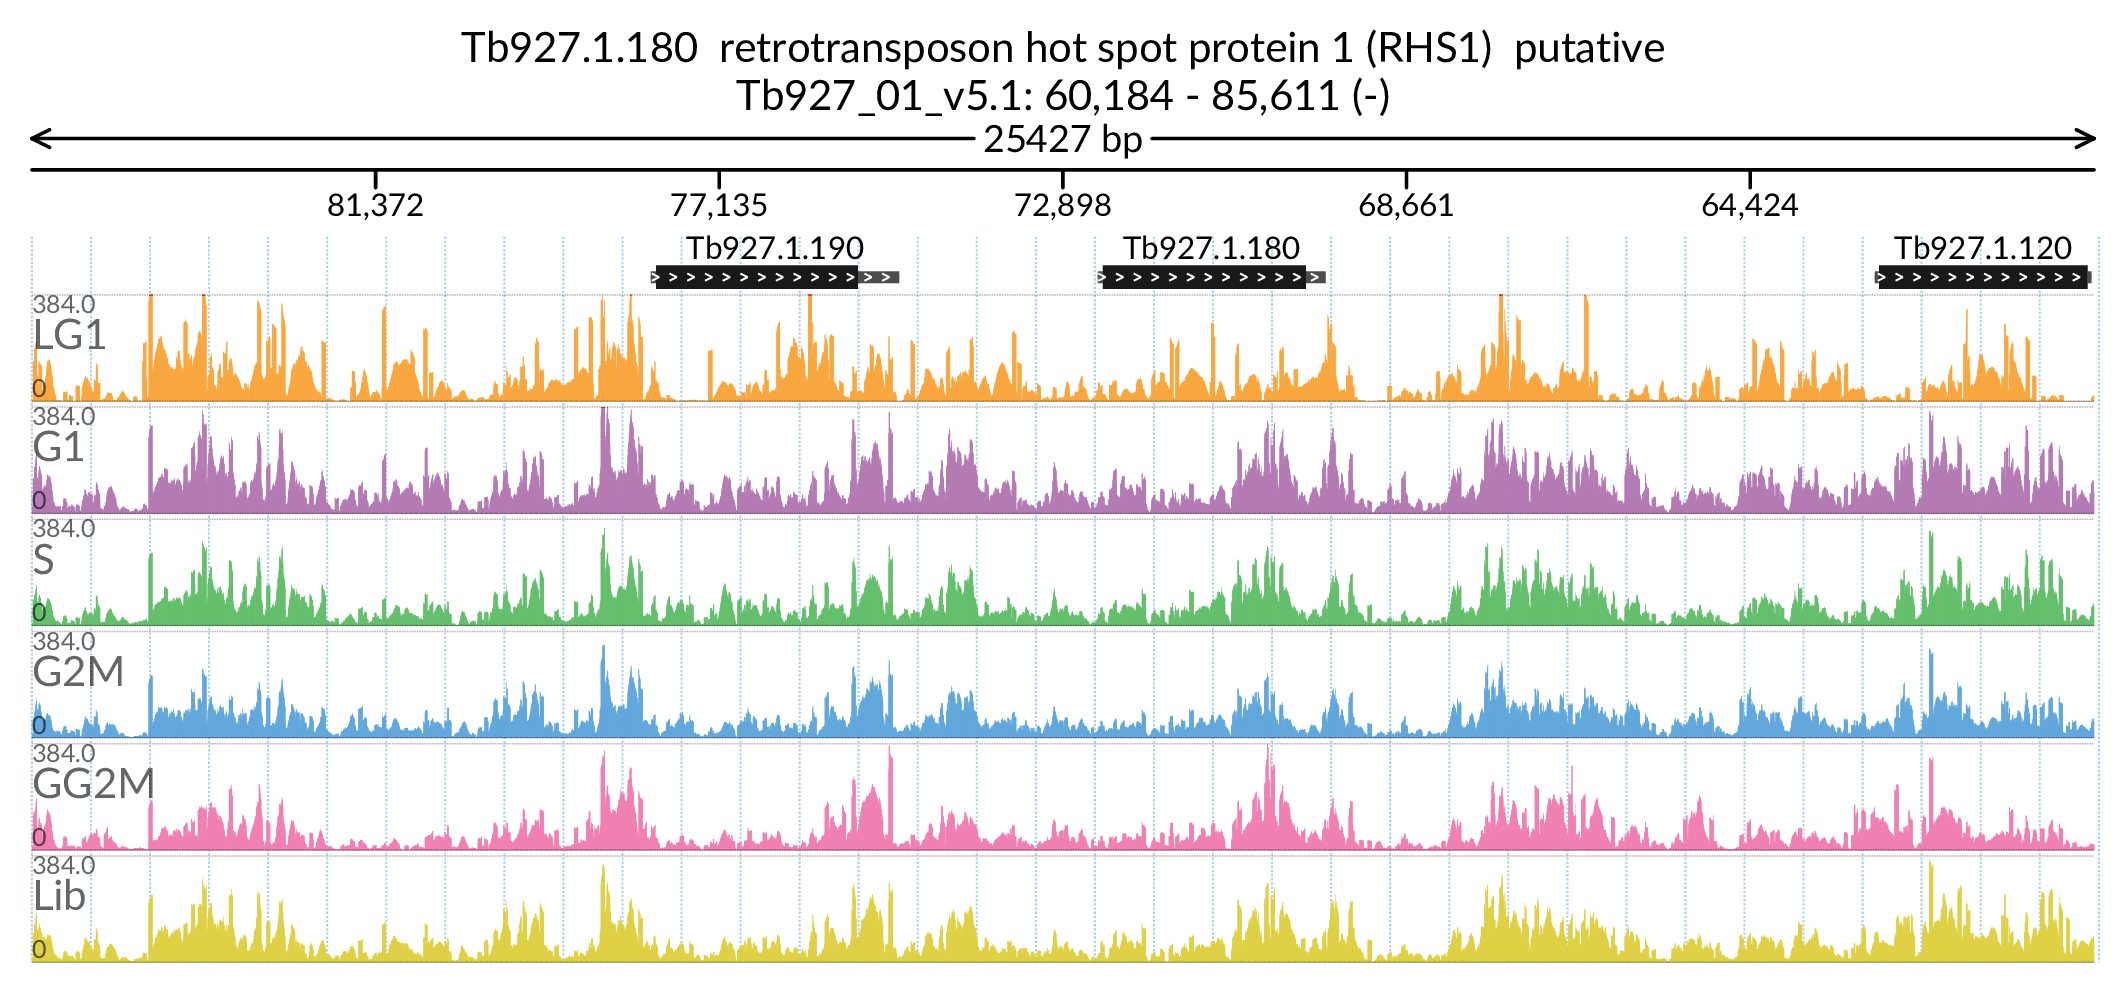 Tb927.1.180 retrotransposon hot spot protein 1 (RHS1) putative
Tb927_01_v5.1: 60,184 - 85,611 (-)
25427 bp
81,372 77,135 72,898 68,661 64,424
Tb927.1.190 Tb927.1.180 Tb927.1.120
384.0
LG1
0
384.0
G1
0
384.0
S
0
384.0
G2M
0
384.0
GG2M
0
384.0
Lib
0